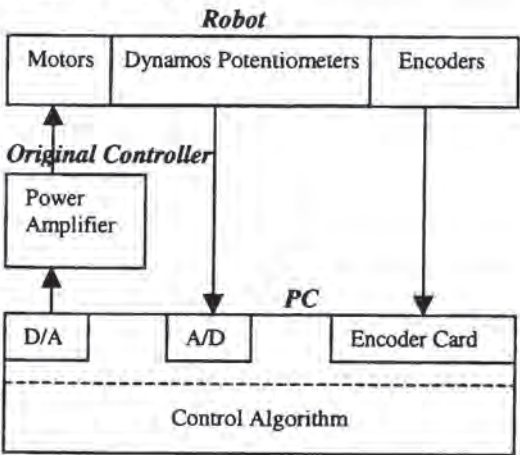 Robot
Motors
Dynamos Potentiometers
Encoders
Original Controller
Power
Amplifier
PC
D/A
A/D
Encoder Card
Control Algorithm